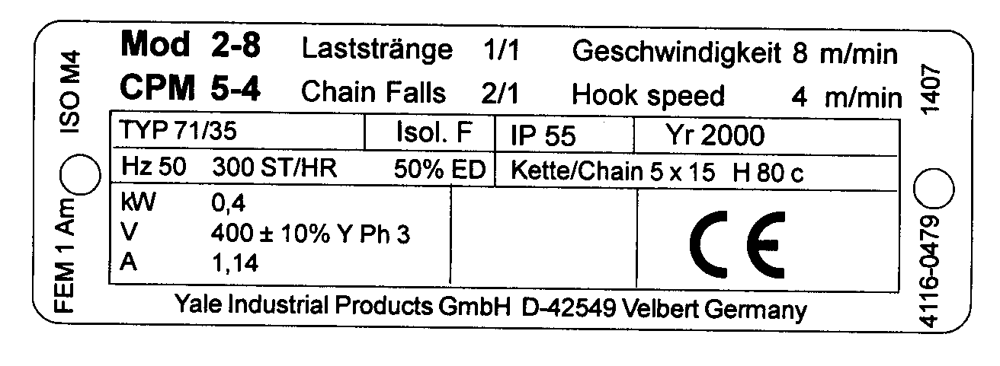 Mod 2-8 Laststränge 1/1 Geschwindigkeit 8 m/min
CPM 5-4 Chain Falls 2/1 Hook speed 4 m/min
TYP 71/35 Isol. F IP 55 Yr 2000
Hz 50 300 ST/HR 50% ED Kette/Chain 5 x 15 H 80 c
kW 0,4
V 400 ± 10% Y Ph 3
A 1,14
CE
Yale Industrial Products GmbH D-42549 Velbert Germany
FEM 1 Am ISO M4
4116-0479 1407